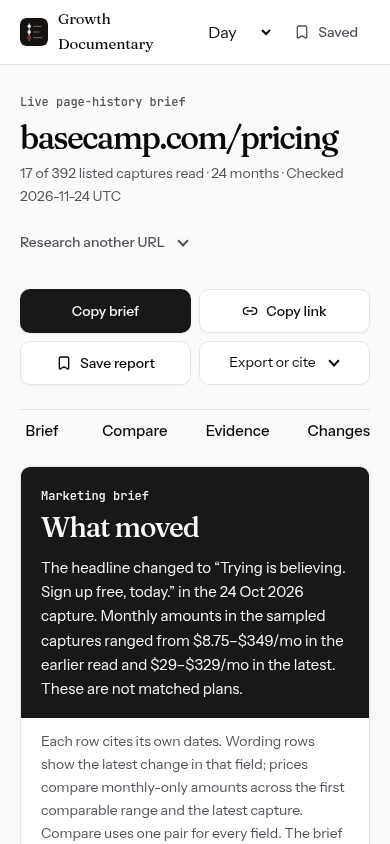 Growth
Documentary
Day
Saved
Live page-history brief
basecamp.com/pricing
17 of 392 listed captures read · 24 months · Checked
2026-11-24 UTC
Research another URL
Copy brief
Copy link
Save report
Export or cite
Brief Compare Evidence Changes
Marketing brief
What moved
The headline changed to “Trying is believing.
Sign up free, today.” in the 24 Oct 2026
capture. Monthly amounts in the sampled
captures ranged from $8.75–$349/mo in the
earlier read and $29–$329/mo in the latest.
These are not matched plans.
Each row cites its own dates. Wording rows
show the latest change in that field; prices
compare monthly-only amounts across the first
comparable range and the latest capture.
Compare uses one pair for every field. The brief